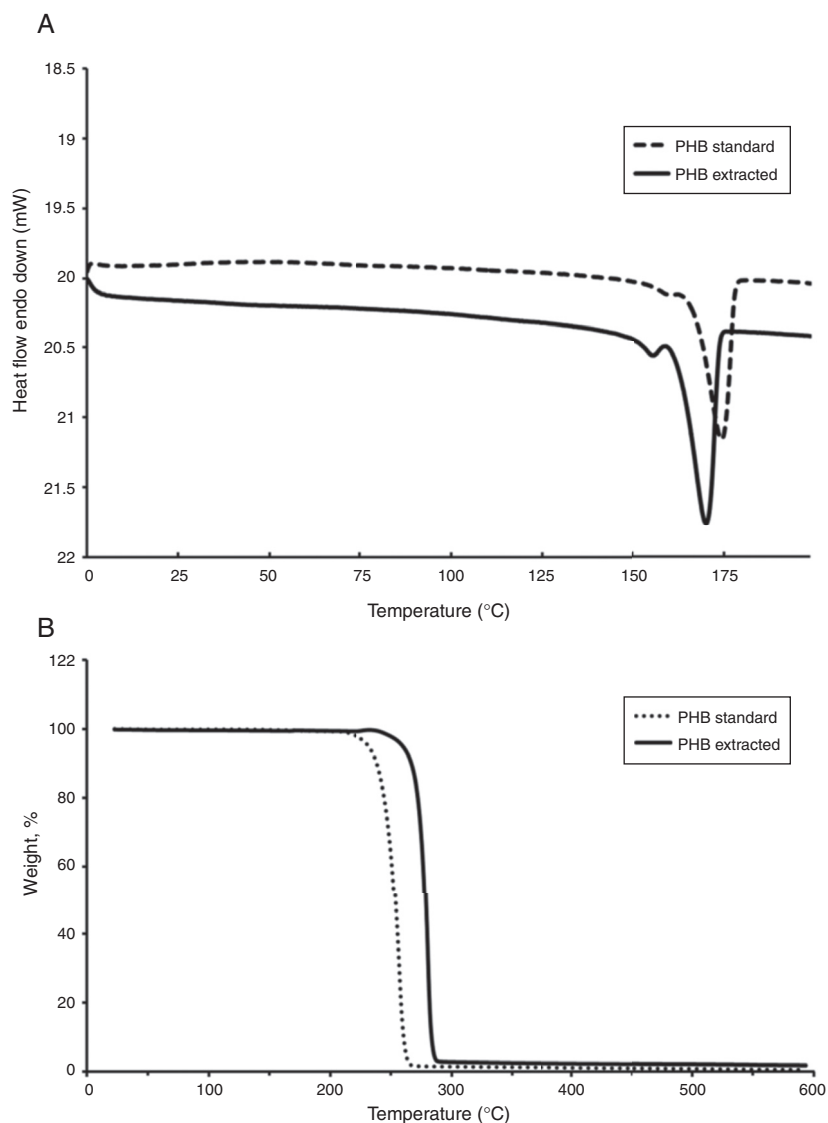 A
18.5
19
19.5
20
20.5
21
21.5
22
Heat flow endo down (mW)
PHB standard
PHB extracted
0 25 50 75 100 125 150 175
Temperature (°C)
B
122
100
80
60
40
20
0
Weight, %
PHB standard
PHB extracted
0 100 200 300 400 500 600
Temperature (°C)